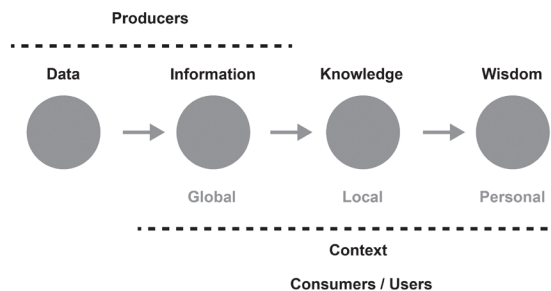 Producers
Data Information Knowledge Wisdom
Global Local Personal
Context
Consumers / Users